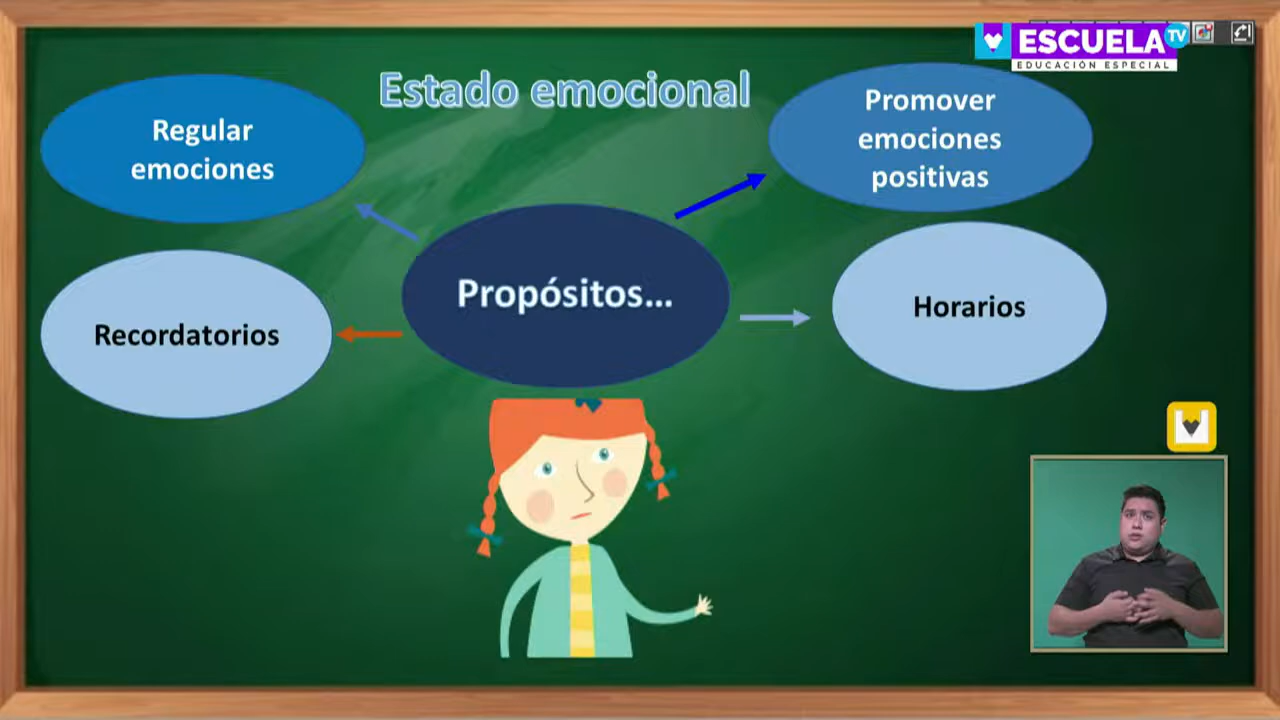 ESCUELA TV
EDUCACIÓN ESPECIAL
Estado emocional
Regular
emociones
Promover
emociones
positivas
Propósitos...
Recordatorios
Horarios